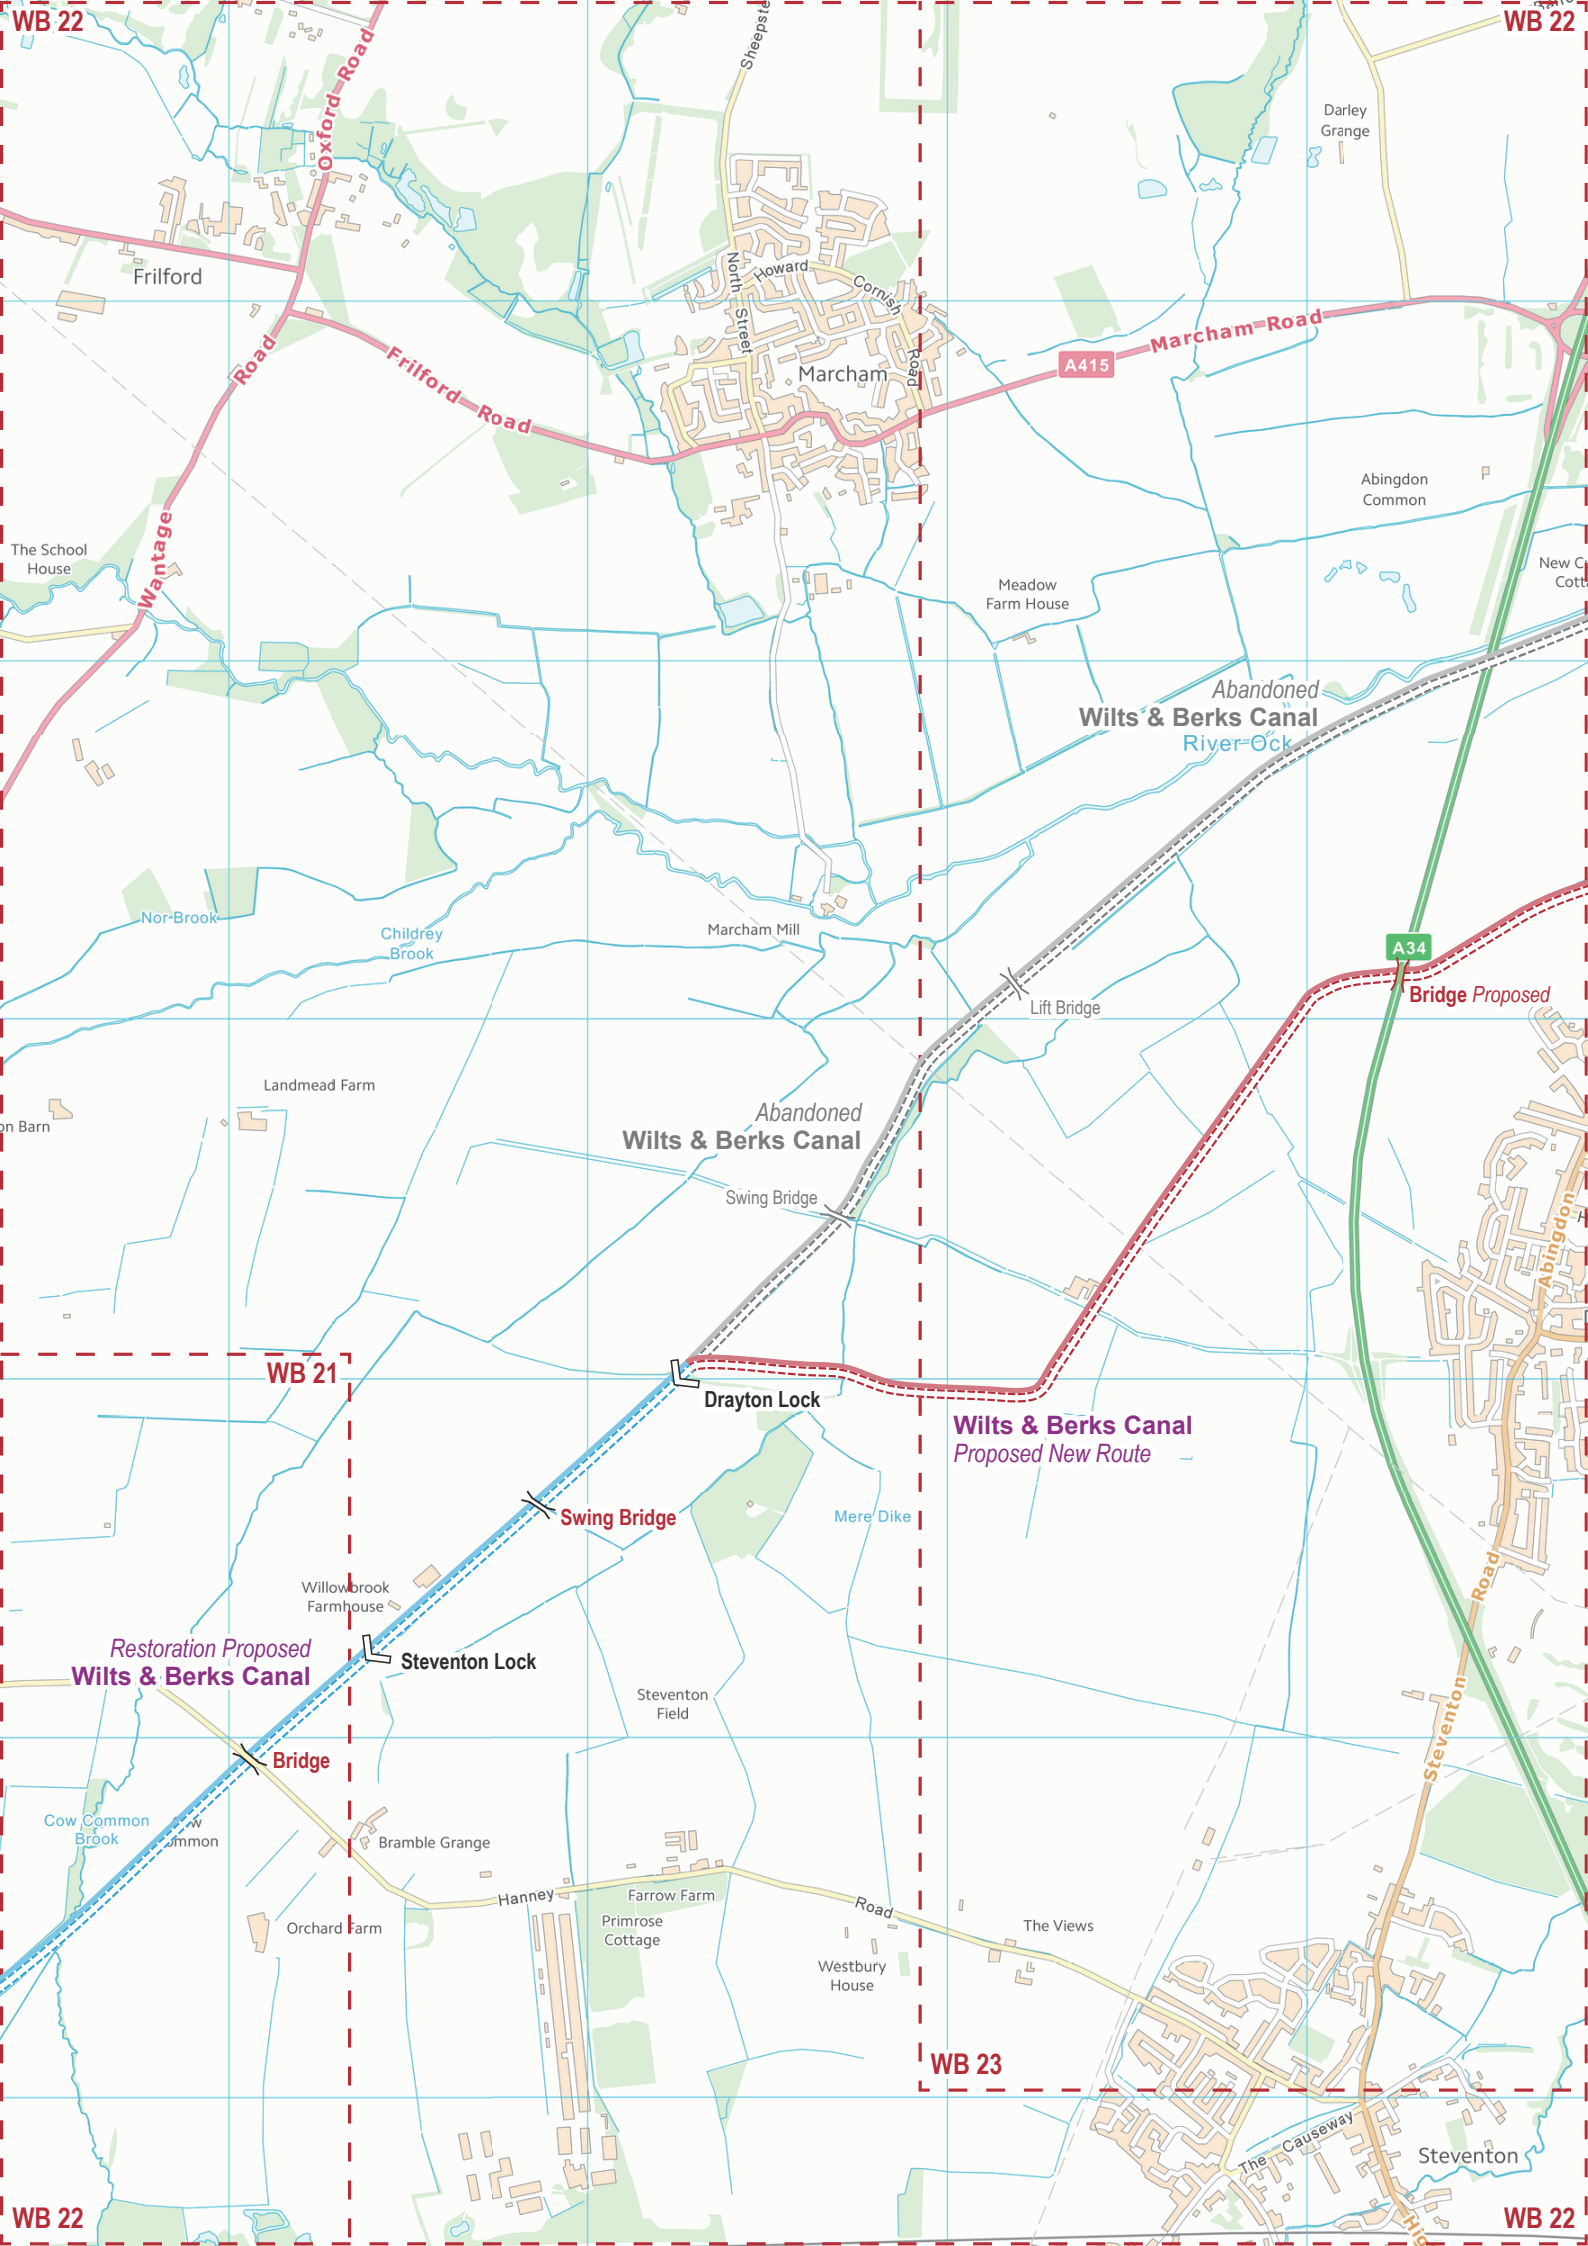 WB 22
WB 22
Oxford Road
Darley
Grange
Frilford
North Street
Howard
Cornish
Road
Marcham
A415
Marcham Road
Frilford Road
Wantage Road
The School
House
Abingdon
Common
Meadow
Farm House
Abandoned
Wilts & Berks Canal
River Ock
Nor Brook
Childrey
Brook
Marcham Mill
A34
Bridge Proposed
Lift Bridge
Landmead Farm
Barn
Abandoned
Wilts & Berks Canal
Swing Bridge
Abingdon
WB 21
Drayton Lock
Wilts & Berks Canal
Proposed New Route
Swing Bridge
Mere Dike
Willowbrook
Farmhouse
Restoration Proposed
Wilts & Berks Canal
Steventon Lock
Steventon
Field
Steventon Road
Bridge
Cow Common
Brook
Bramble Grange
Hanney Road
Farrow Farm
Orchard Farm
Primrose
Cottage
The Views
Westbury
House
WB 23
The Causeway
Steventon
WB 22
WB 22